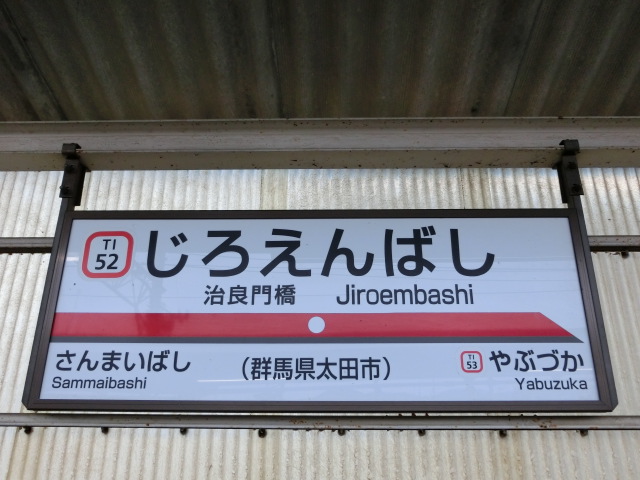 TI
52
じろえんばし
治良門橋 Jiroembashi
さんまいばし
Sammaibashi
（群馬県太田市）
TI
53
やぶづか
Yabuzuka